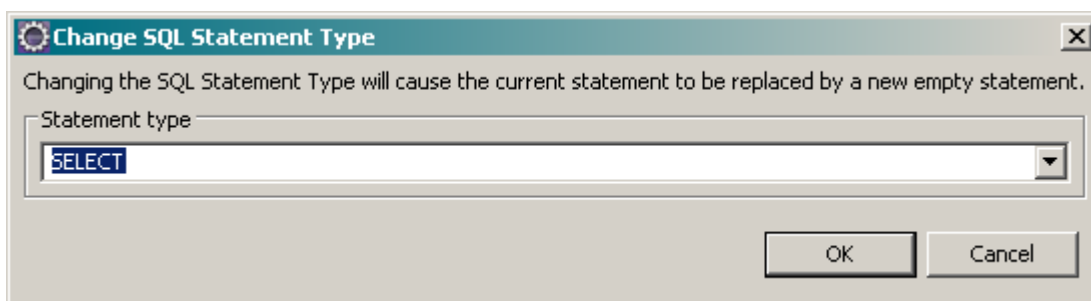 Change SQL Statement Type
Changing the SQL Statement Type will cause the current statement to be replaced by a new empty statement.
Statement type
SELECT
OK Cancel